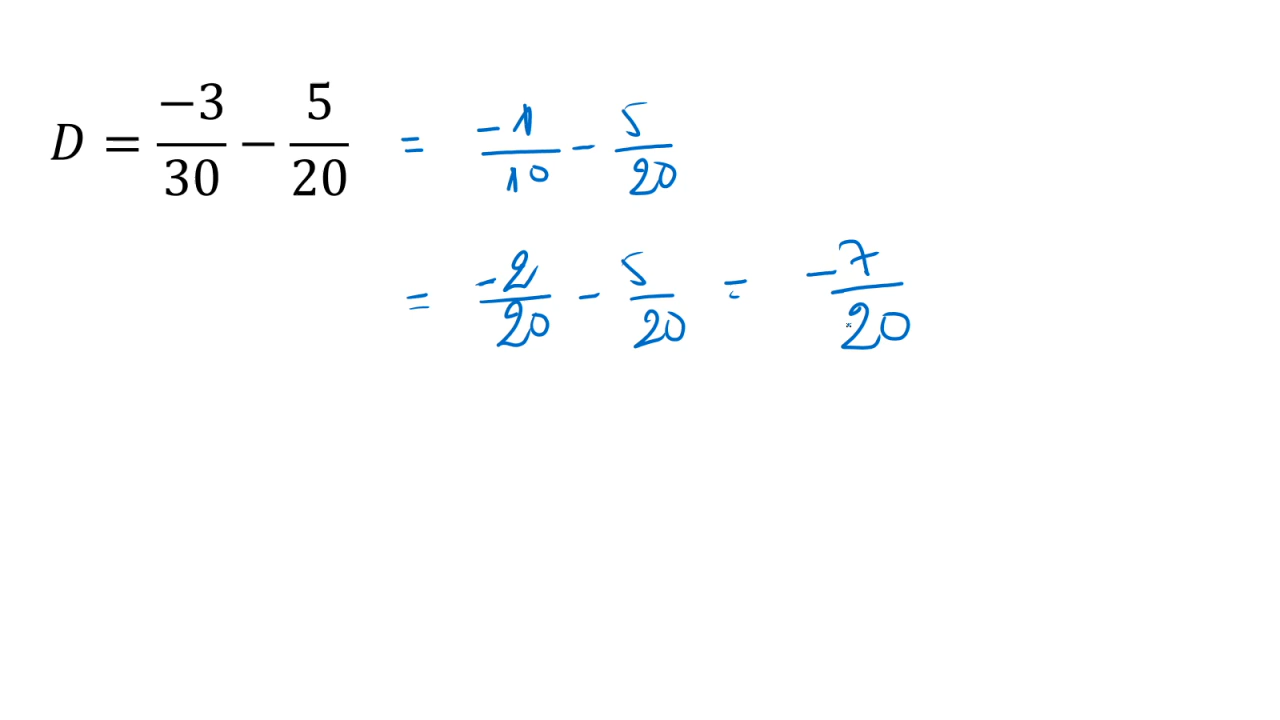 D = -3/30 - 5/20 = -1/10 - 5/20
= -2/20 - 5/20 = -7/20